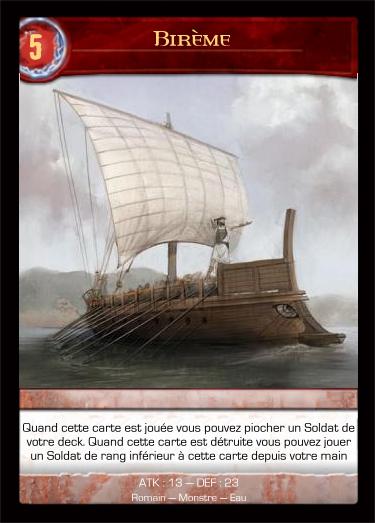 5
Birème
Quand cette carte est jouée vous pouvez piocher un Soldat de
votre deck. Quand cette carte est détruite vous pouvez jouer
un Soldat de rang inférieur à cette carte depuis votre main
ATK : 13 – DEF : 23
Romain – Monstre – Eau